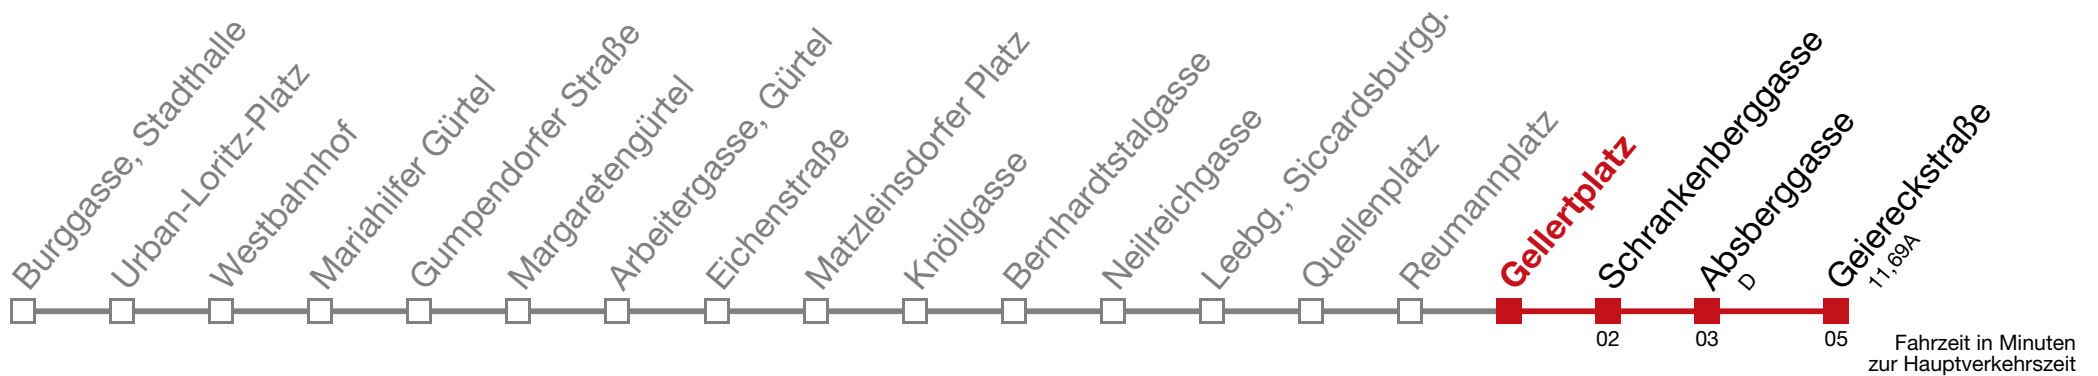 Burggasse, Stadthalle
Urban-Loritz-Platz
Westbahnhof
Mariahilfer Gürtel
Gumpendorfer Straße
Margaretengürtel
Arbeitergasse, Gürtel
Eichenstraße
Matzleinsdorfer Platz
Knöllgasse
Bernhardtstalgasse
Neilreichgasse
Leebg., Siccardsburgg.
Quellenplatz
Reumannplatz
Gellertplatz
Schrankenberggasse
Absberggasse
D
Geiereckstraße
11,69A
02
03
05
Fahrzeit in Minuten
zur Hauptverkehrszeit